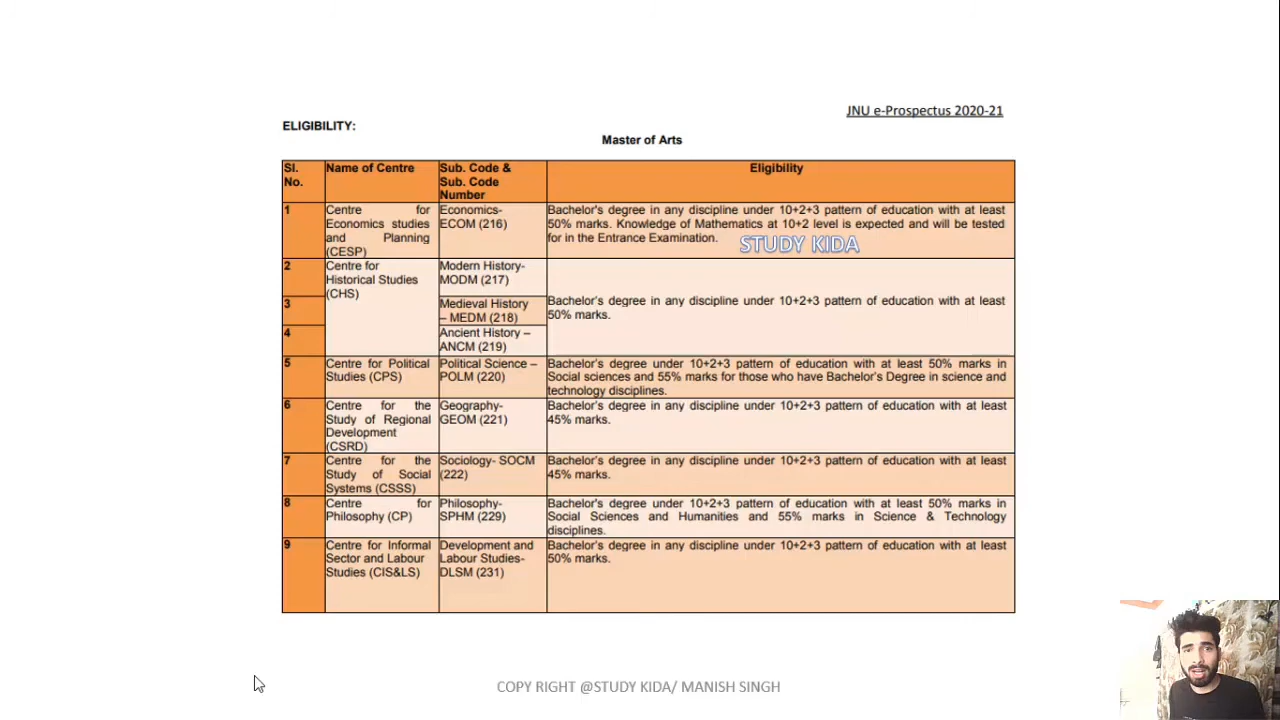 JNU e-Prospectus 2020-21
ELIGIBILITY:
Master of Arts
Sl. No.
Name of Centre
Sub. Code &
Sub. Code
Number
Eligibility
1
Centre for
Economics studies
and Planning
(CESP)
Economics-
ECOM (216)
Bachelor's degree in any discipline under 10+2+3 pattern of education with at least
50% marks. Knowledge of Mathematics at 10+2 level is expected and will be tested
for in the Entrance Examination.
STUDY KIDA
2
Centre for
Historical Studies
(CHS)
Modern History-
MODM (217)
3
Medieval History
– MEDM (218)
Bachelor's degree in any discipline under 10+2+3 pattern of education with at least
50% marks.
4
Ancient History –
ANCM (219)
5
Centre for Political
Studies (CPS)
Political Science –
POLM (220)
Bachelor's degree under 10+2+3 pattern of education with at least 50% marks in
Social sciences and 55% marks for those who have Bachelor's Degree in science and
technology disciplines.
6
Centre for the
Study of Regional
Development
(CSRD)
Geography-
GEOM (221)
Bachelor's degree in any discipline under 10+2+3 pattern of education with at least
45% marks.
7
Centre for the
Study of Social
Systems (CSSS)
Sociology- SOCM
(222)
Bachelor's degree in any discipline under 10+2+3 pattern of education with at least
45% marks.
8
Centre for
Philosophy (CP)
Philosophy-
SPHM (229)
Bachelor's degree under 10+2+3 pattern of education with at least 50% marks in
Social Sciences and Humanities and 55% marks in Science & Technology
disciplines.
9
Centre for Informal
Sector and Labour
Studies (CIS&LS)
Development and
Labour Studies-
DLSM (231)
Bachelor's degree in any discipline under 10+2+3 pattern of education with at least
50% marks.
COPY RIGHT @STUDY KIDA/ MANISH SINGH